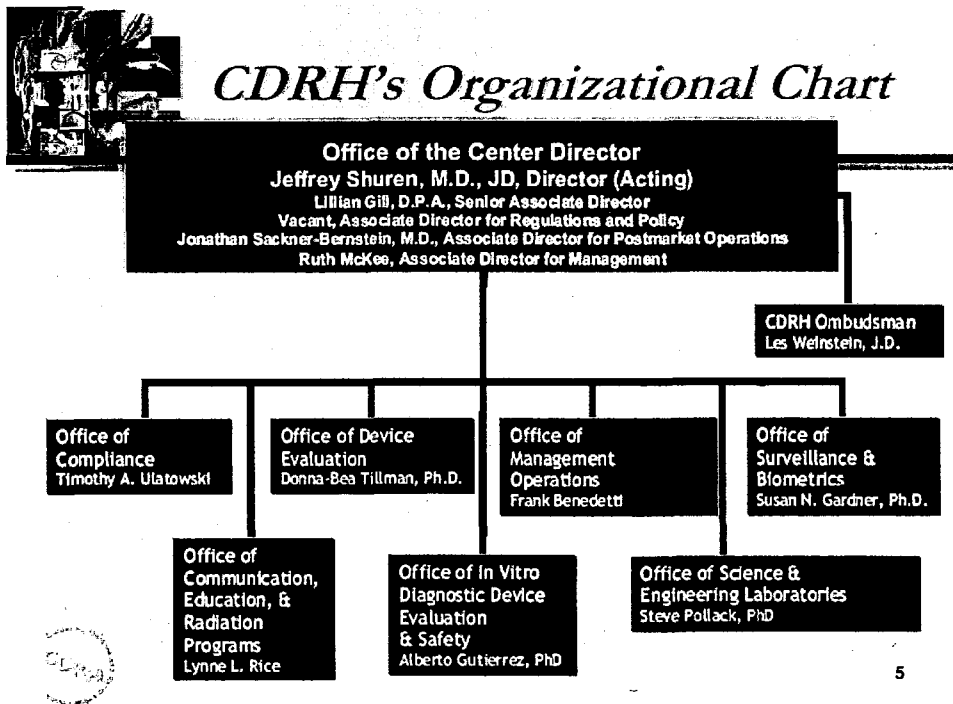 CDRH's Organizational Chart
Office of the Center Director
Jeffrey Shuren, M.D., JD, Director (Acting)
Lillian Gill, D.P.A., Senior Associate Director
Vacant, Associate Director for Regulations and Policy
Jonathan Sackner-Bernstein, M.D., Associate Director for Postmarket Operations
Ruth McKee, Associate Director for Management
CDRH Ombudsman
Les Weinstein, J.D.
Office of
Compliance
Timothy A. Ulatowski
Office of Device
Evaluation
Donna-Bea Tillman, Ph.D.
Office of
Management
Operations
Frank Benedetti
Office of
Surveillance &
Biometrics
Susan N. Gardner, Ph.D.
Office of
Communication,
Education, &
Radiation
Programs
Lynne L. Rice
Office of In Vitro
Diagnostic Device
Evaluation
& Safety
Alberto Gutierrez, PhD
Office of Science &
Engineering Laboratories
Steve Pollack, PhD
CDRH
5